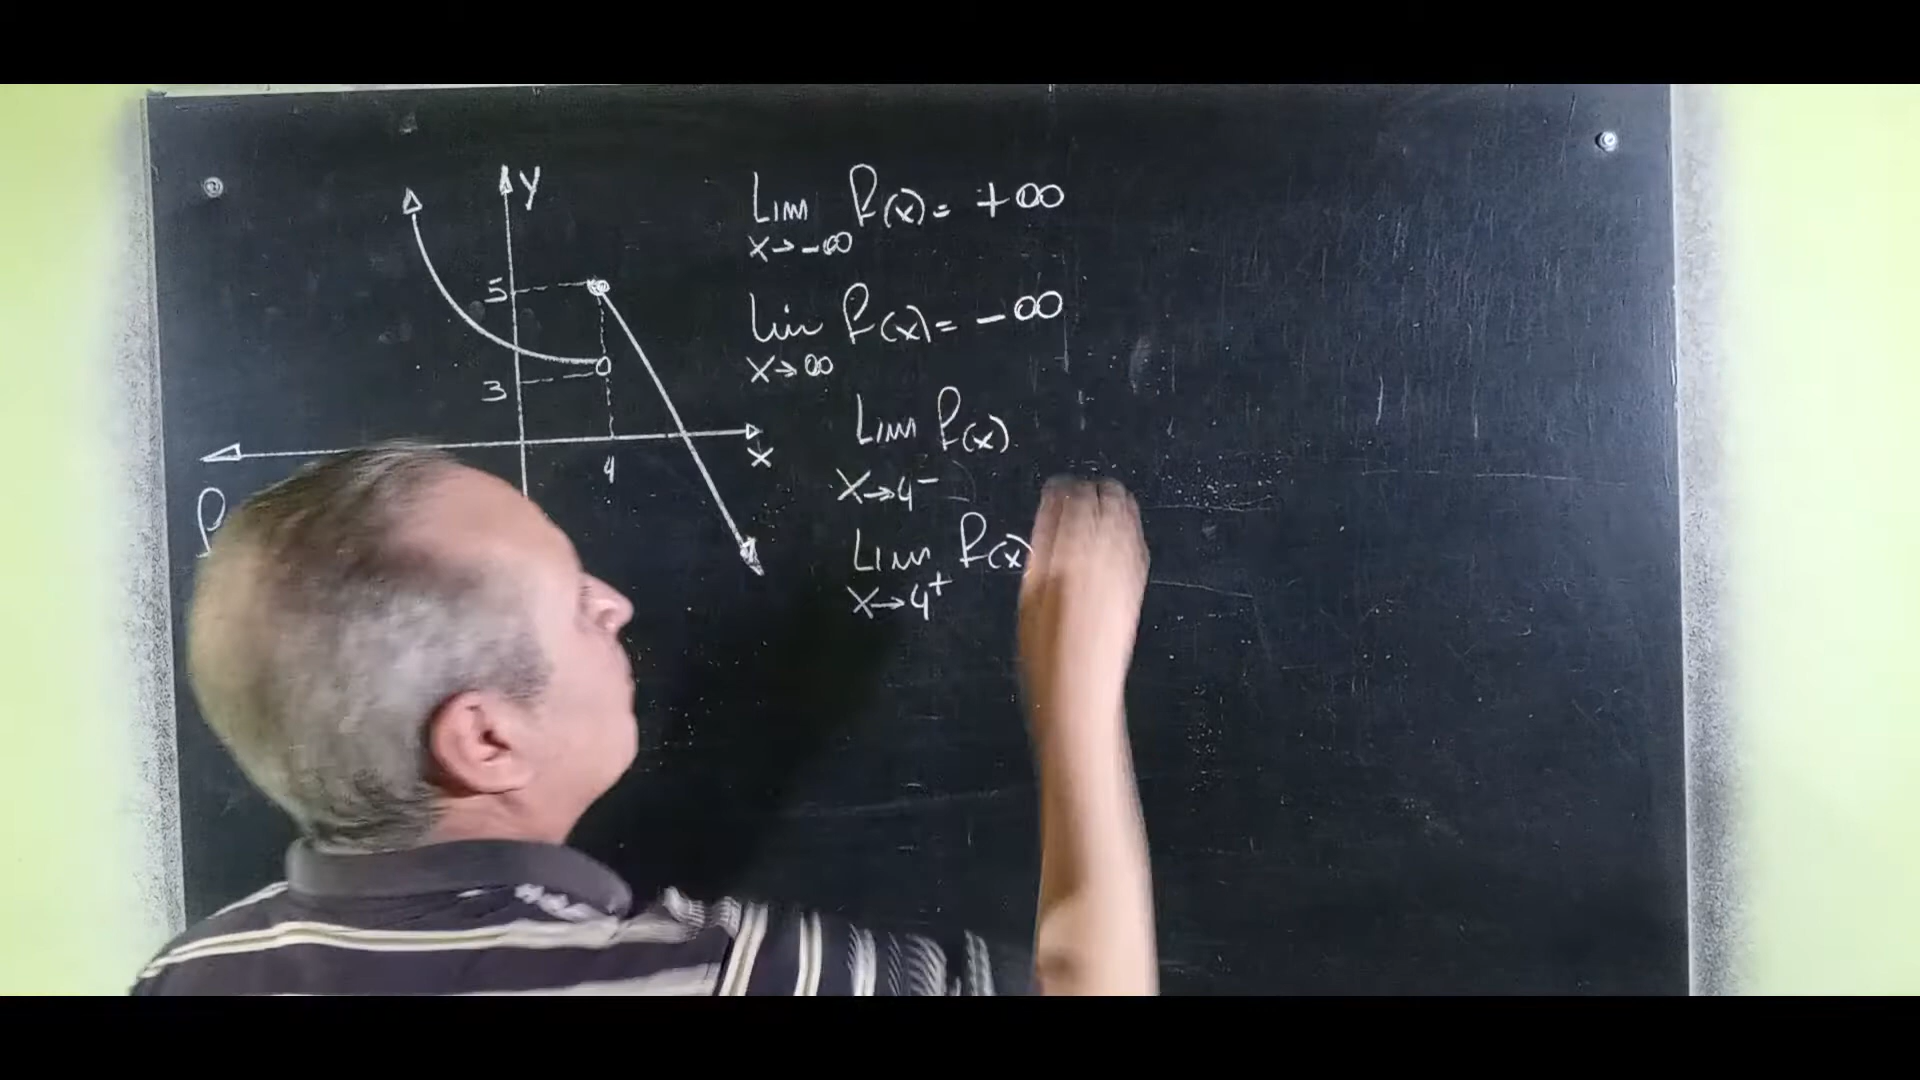 y
5
3
4
x
Lim f(x) = +∞
x→-∞
Lim f(x) = -∞
x→∞
Lim f(x)
x→4⁻
Lim f(x)
x→4⁺
f